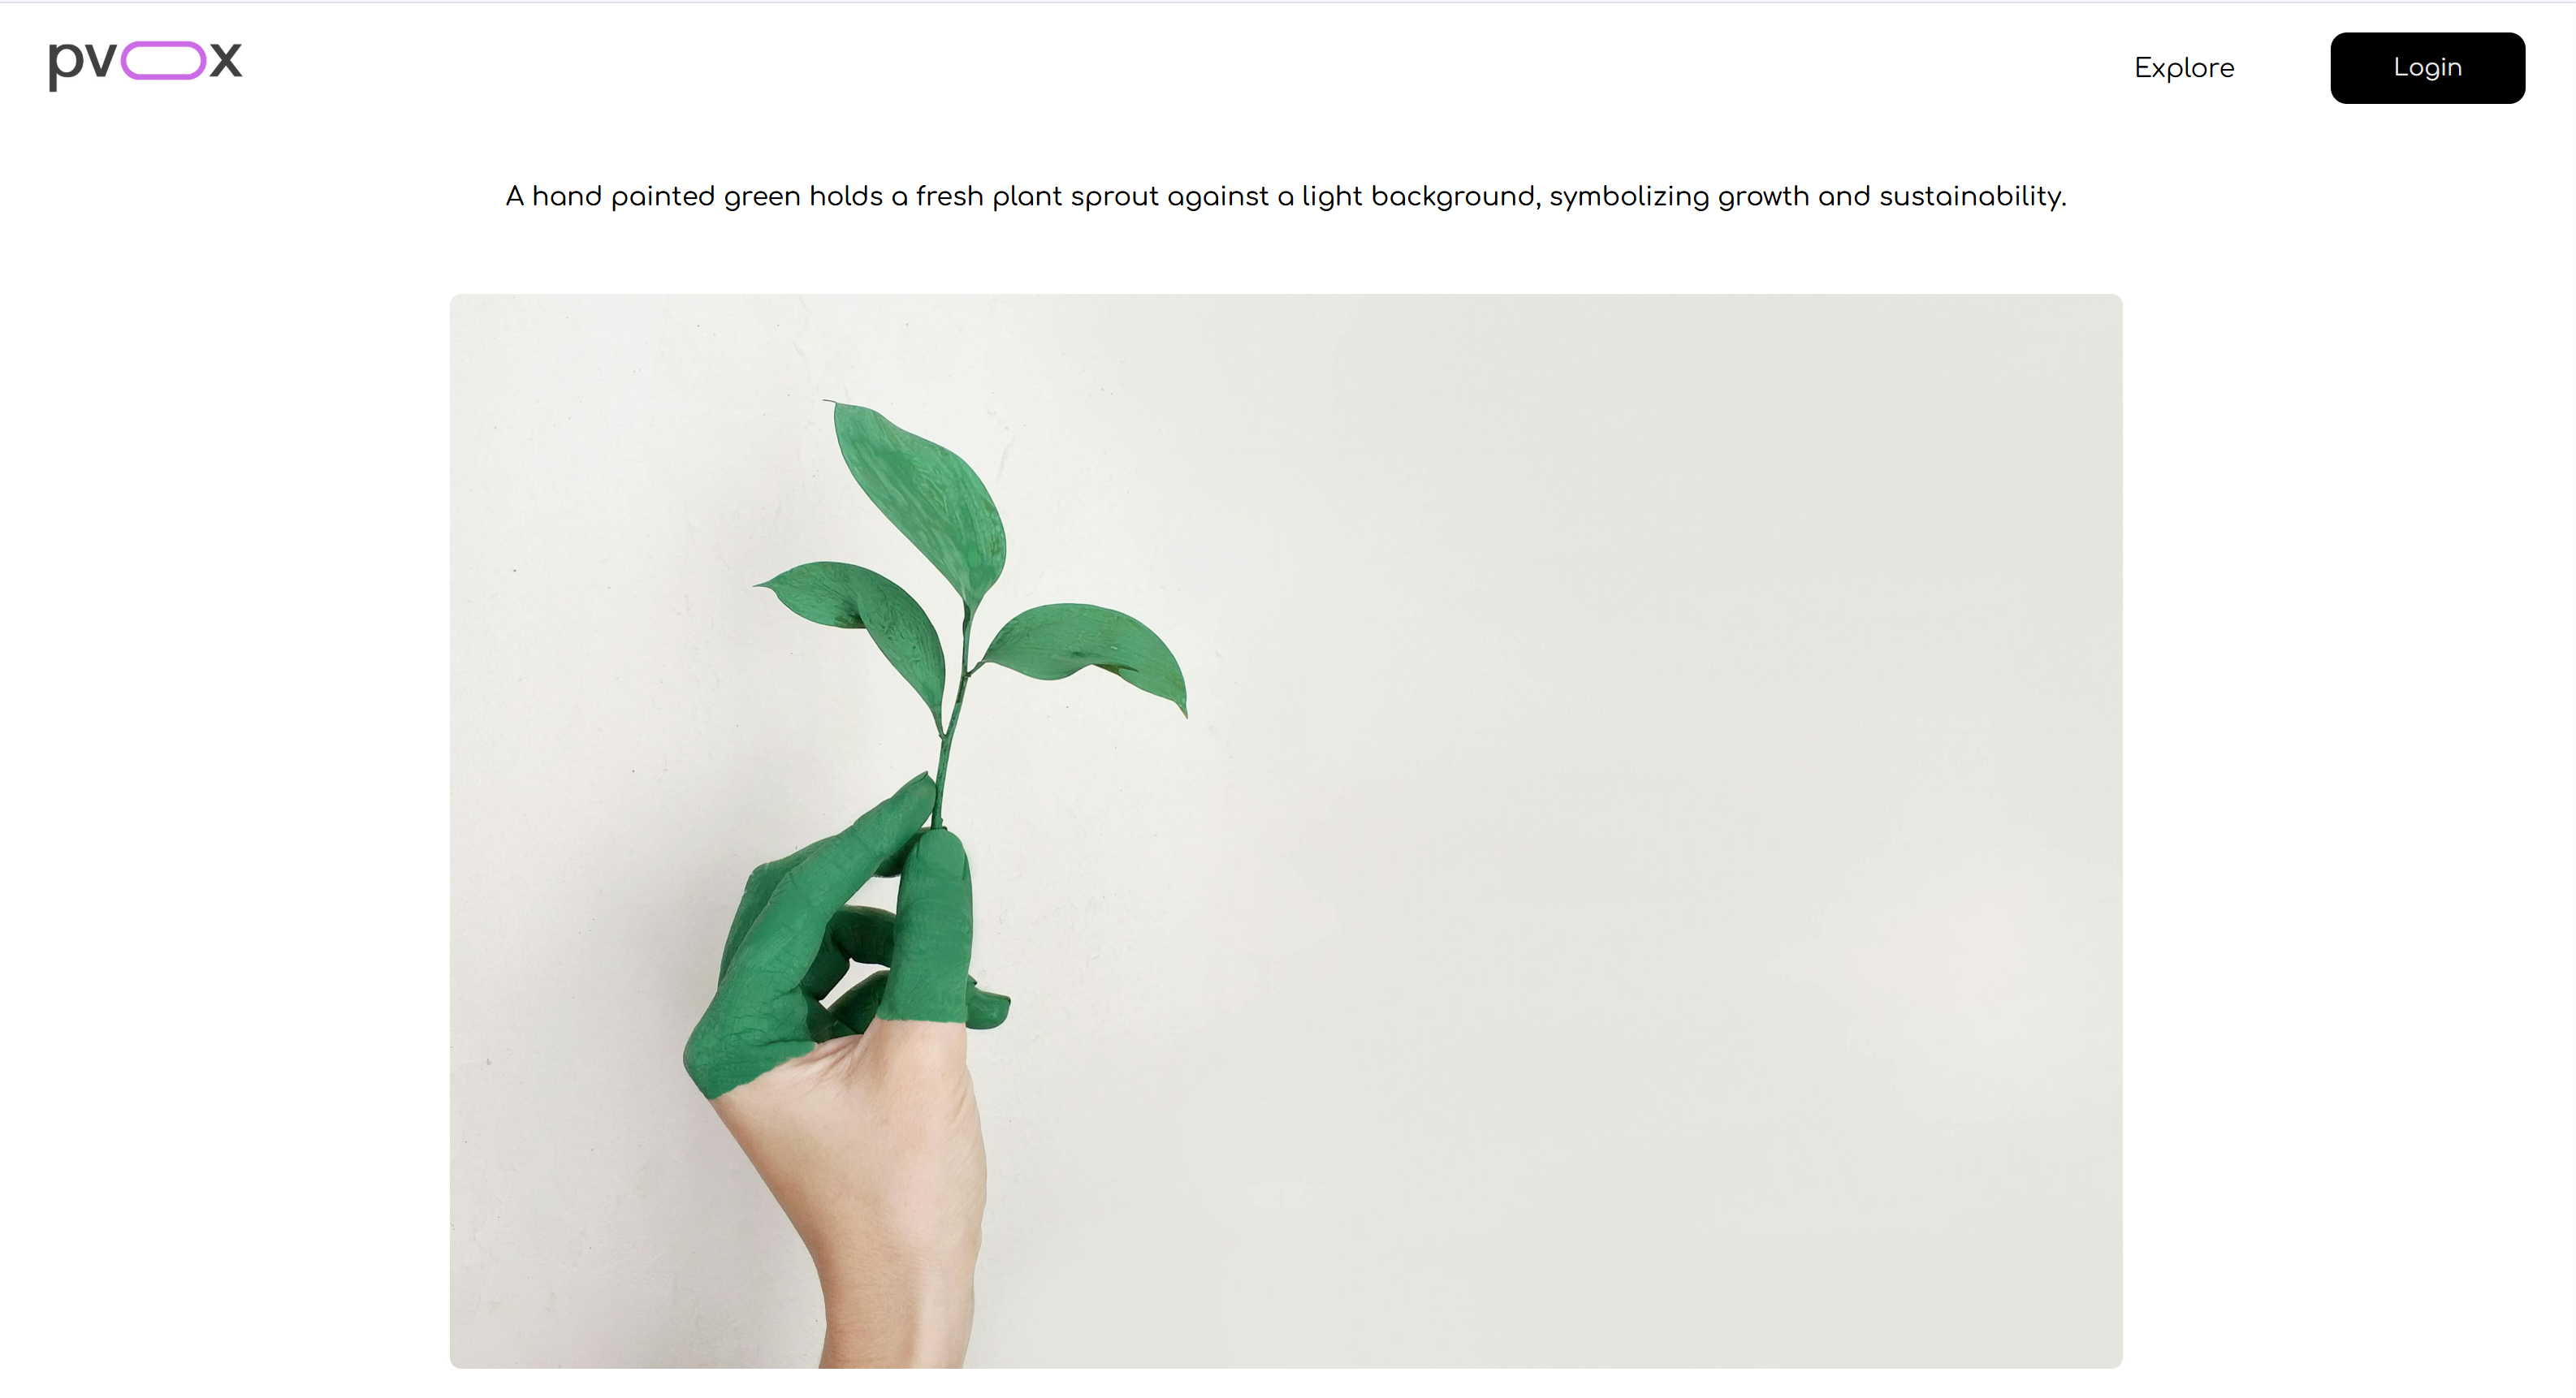 pvox
Explore
Login
A hand painted green holds a fresh plant sprout against a light background, symbolizing growth and sustainability.